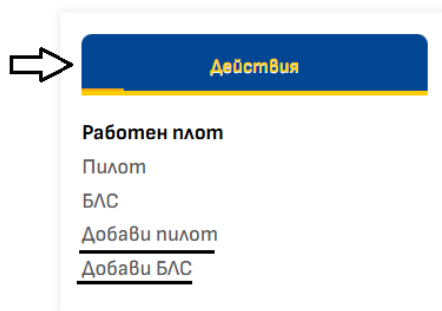 Действия
Работен плот
Пилот
БЛС
Добави пилот
Добави БЛС